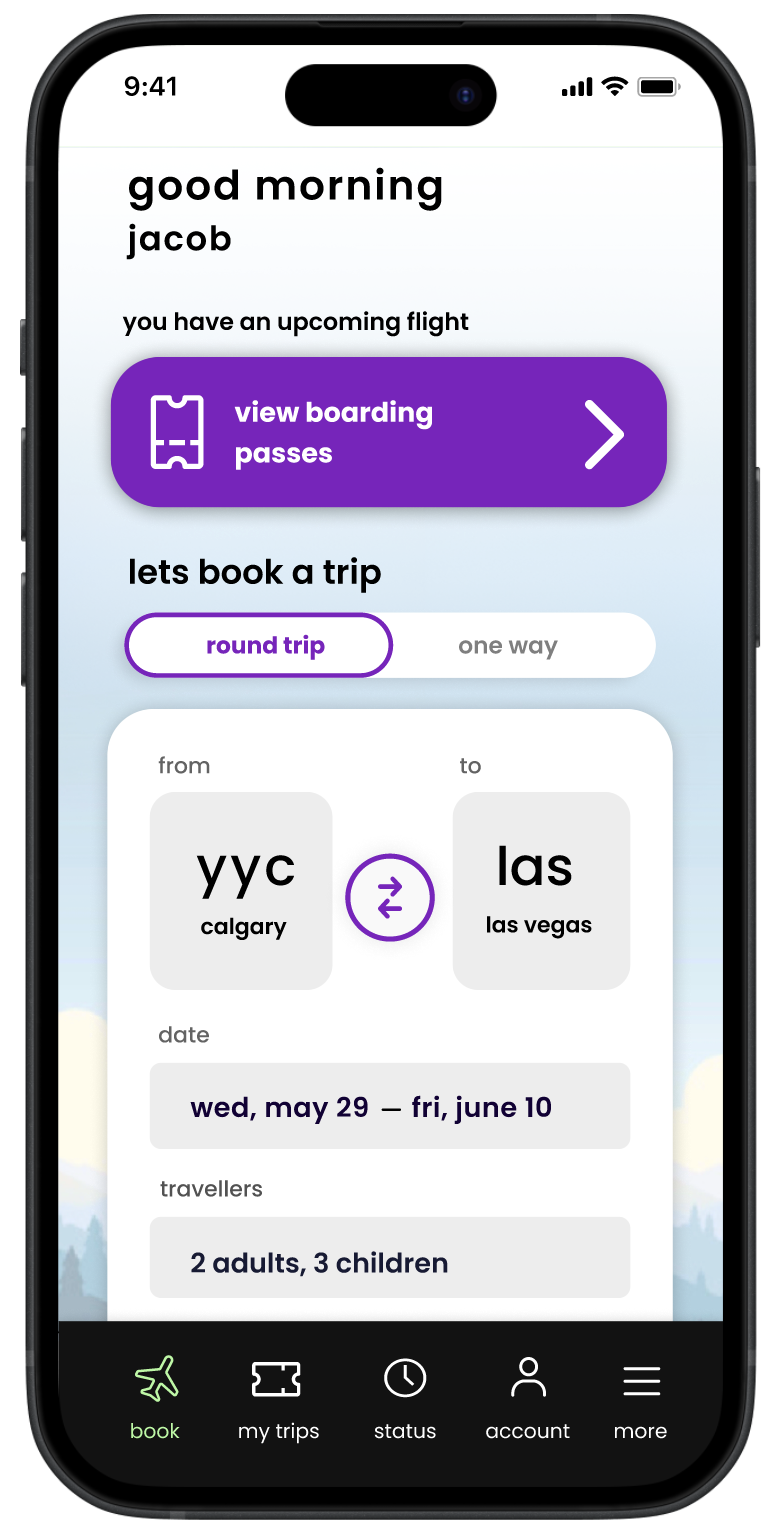 9:41
good morning
jacob
you have an upcoming flight
view boarding
passes
lets book a trip
round trip one way
from to
yyc las
calgary las vegas
date
wed, may 29 – fri, june 10
travellers
2 adults, 3 children
book my trips status account more